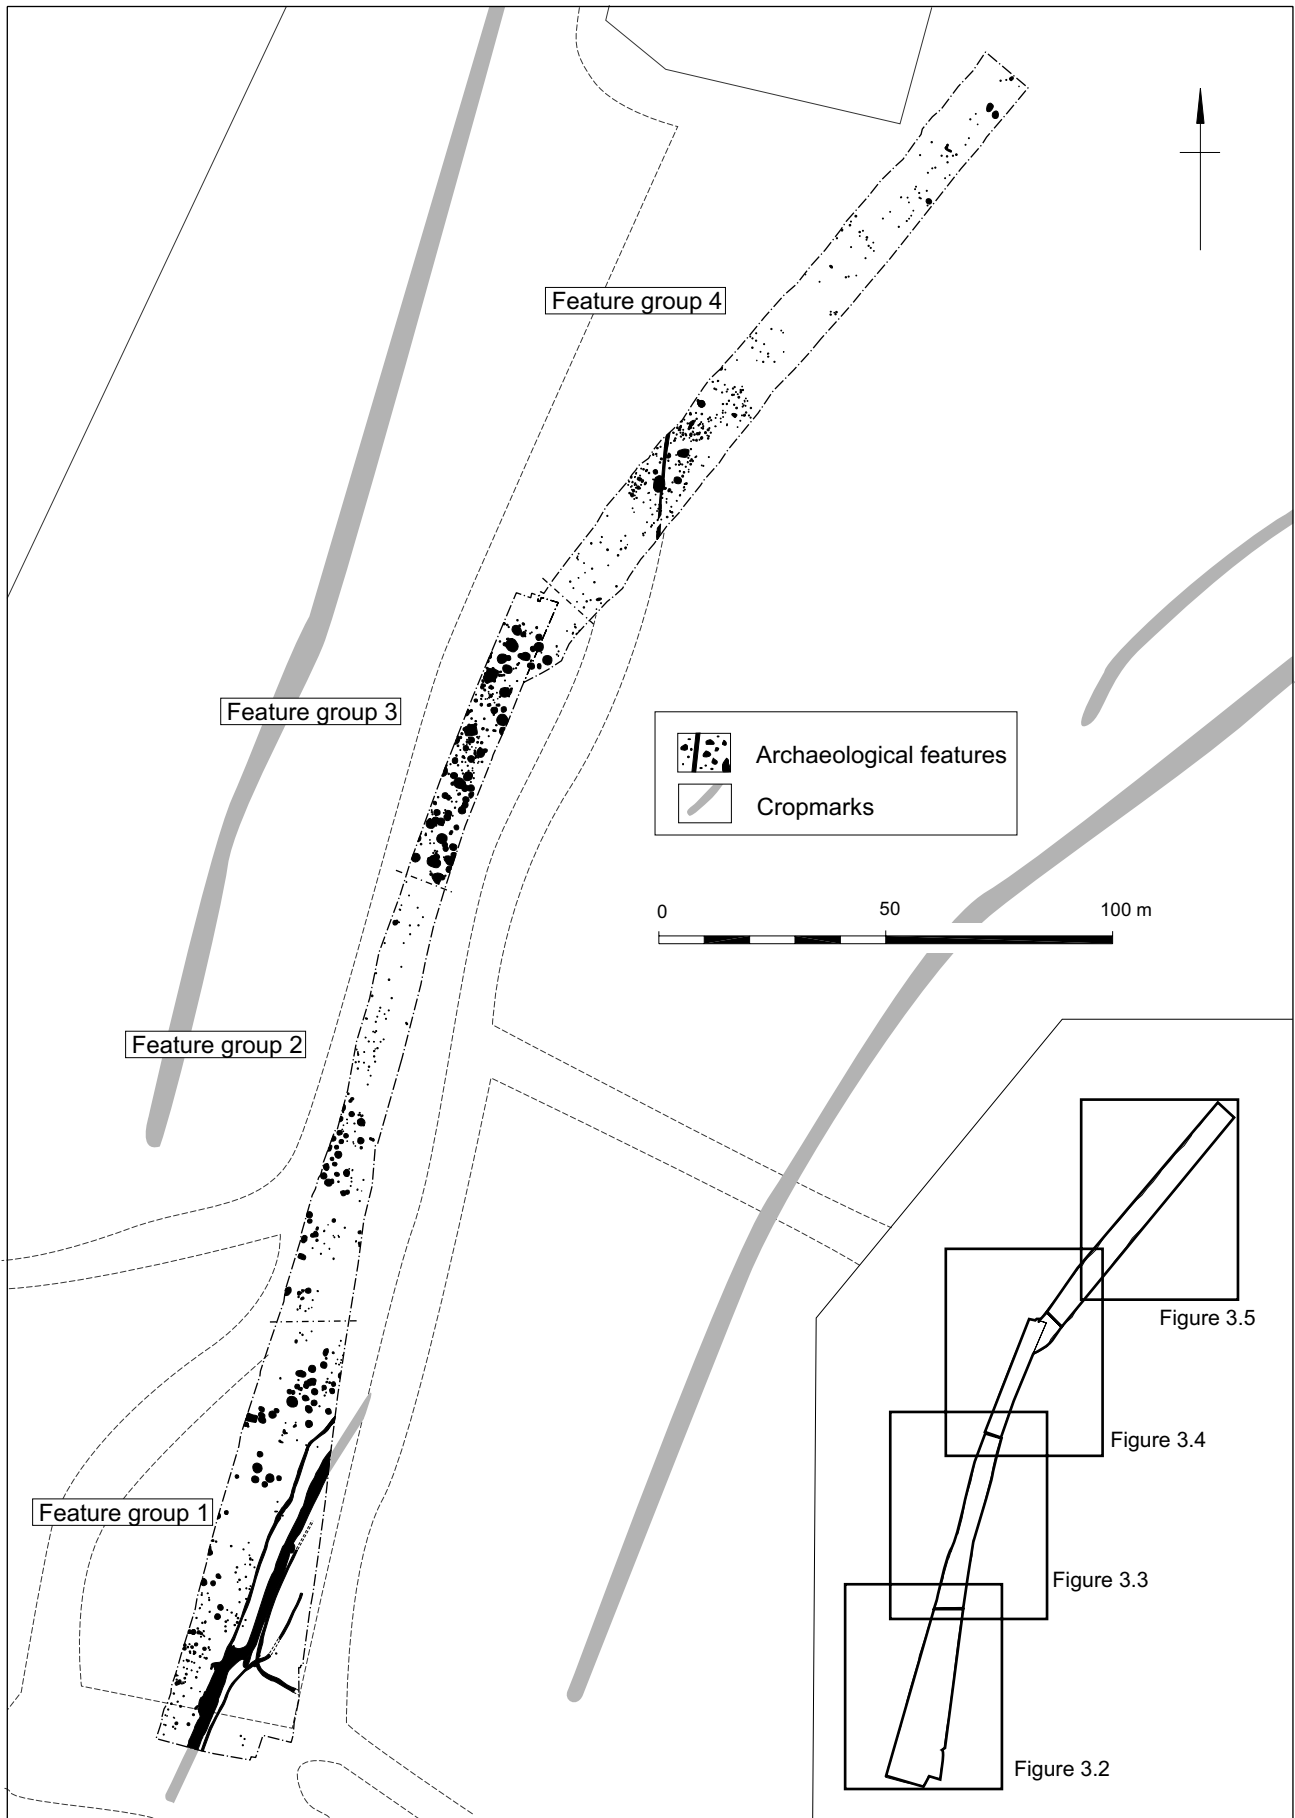 Feature group 4
Feature group 3
Archaeological features
Cropmarks
0 50 100 m
Feature group 2
Figure 3.5
Figure 3.4
Feature group 1
Figure 3.3
Figure 3.2